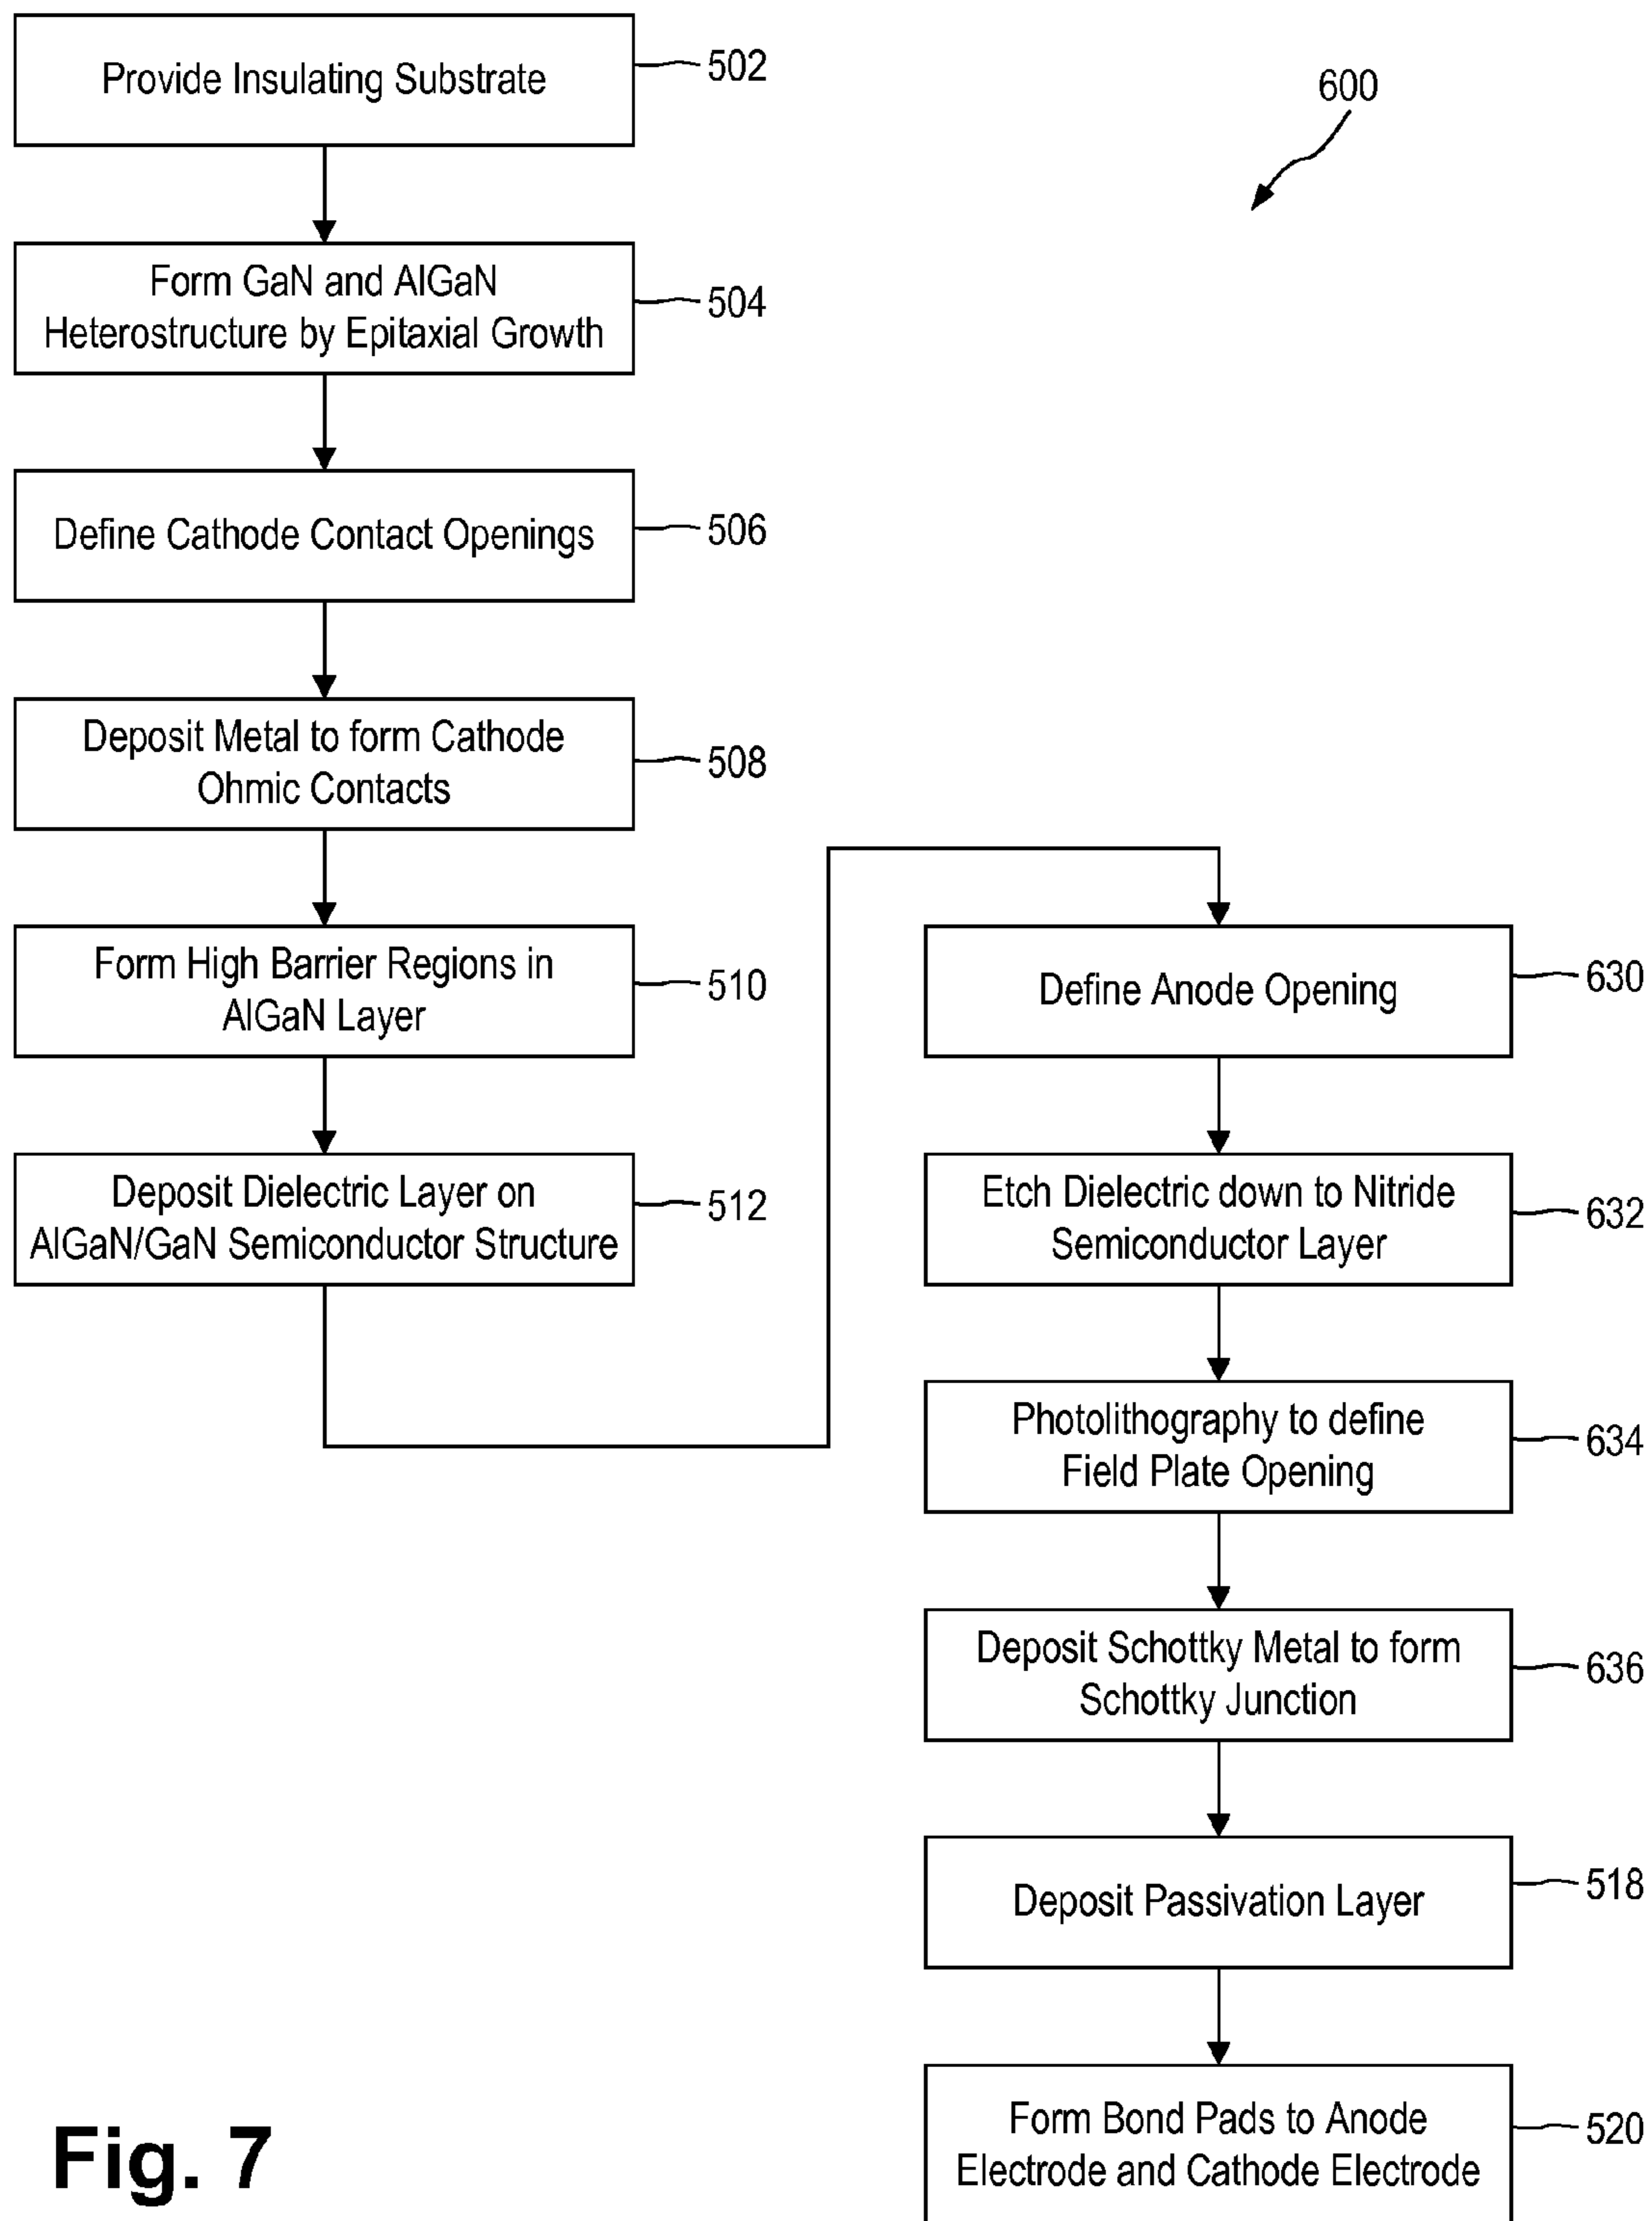 Provide Insulating Substrate
502
Form GaN and AlGaN
Heterostructure by Epitaxial Growth
504
Define Cathode Contact Openings
506
Deposit Metal to form Cathode
Ohmic Contacts
508
Form High Barrier Regions in
AlGaN Layer
510
Deposit Dielectric Layer on
AlGaN/GaN Semiconductor Structure
512
600
Define Anode Opening
630
Etch Dielectric down to Nitride
Semiconductor Layer
632
Photolithography to define
Field Plate Opening
634
Deposit Schottky Metal to form
Schottky Junction
636
Deposit Passivation Layer
518
Form Bond Pads to Anode
Electrode and Cathode Electrode
520
Fig. 7